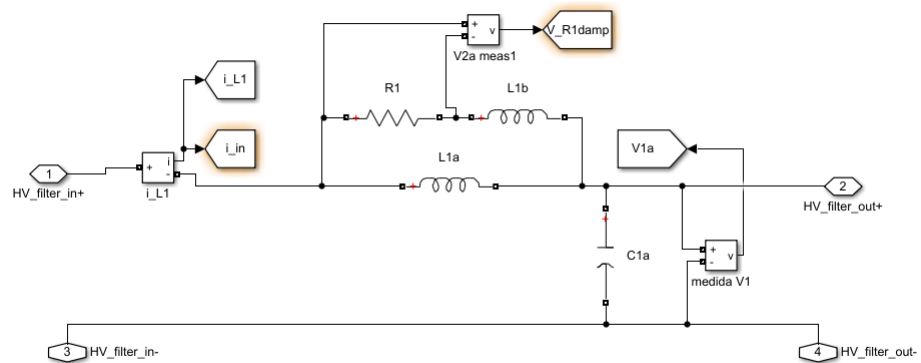 +
-
v
V_R1damp
V2a meas1
i_L1
R1
L1b
i_in
V1a
L1a
1
HV_filter_in+
+
i
-
i_L1
2
HV_filter_out+
C1a
+
-
v
medida V1
3
HV_filter_in-
4
HV_filter_out-